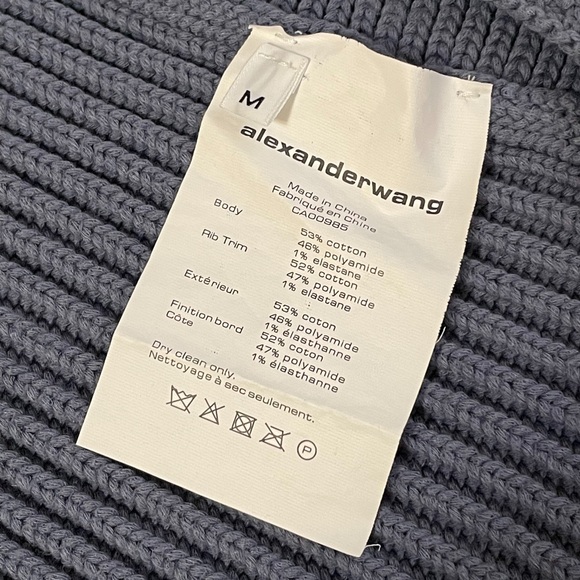 M
alexanderwang
Made in China
Fabriqué en Chine
CA00985
Body
53% cotton
46% polyamide
1% elastane
Rib Trim
52% cotton
47% polyamide
1% elastane
Extérieur
53% coton
46% polyamide
1% élasthanne
Finition bord
Côte
52% coton
47% polyamide
1% élasthanne
Dry clean only.
Nettoyage à sec seulement.
P